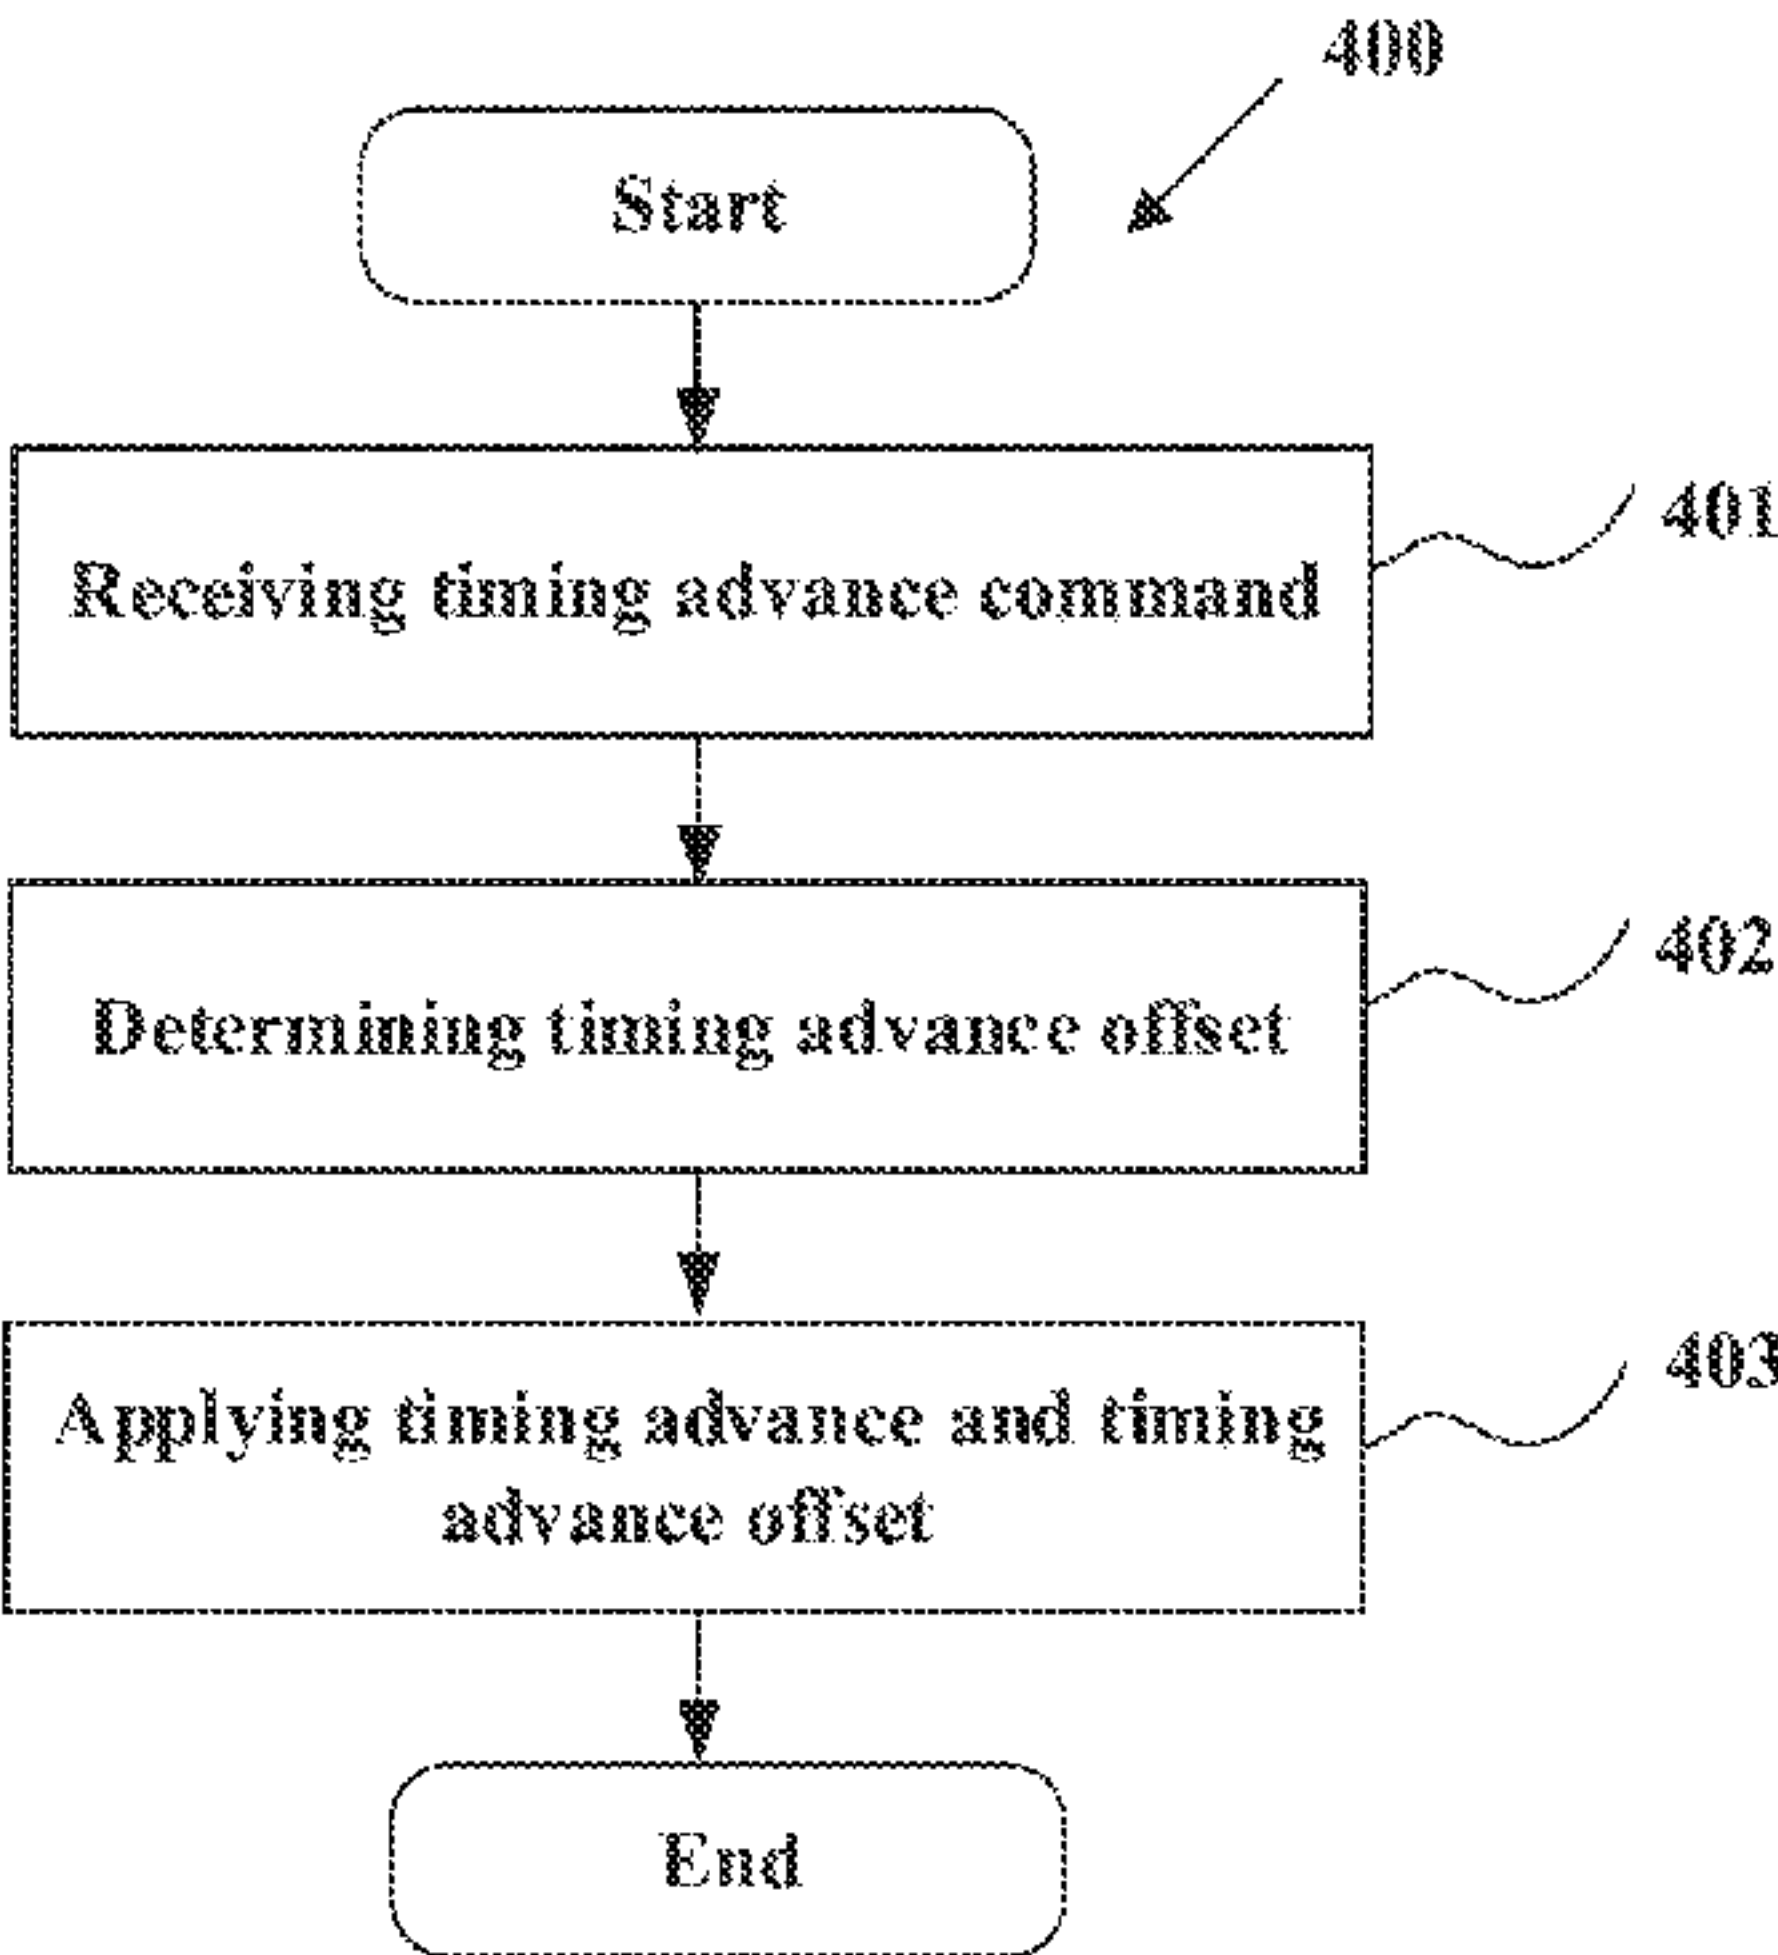 400
Start
Receiving timing advance command
401
Determining timing advance offset
402
Applying timing advance and timing
advance offset
403
End